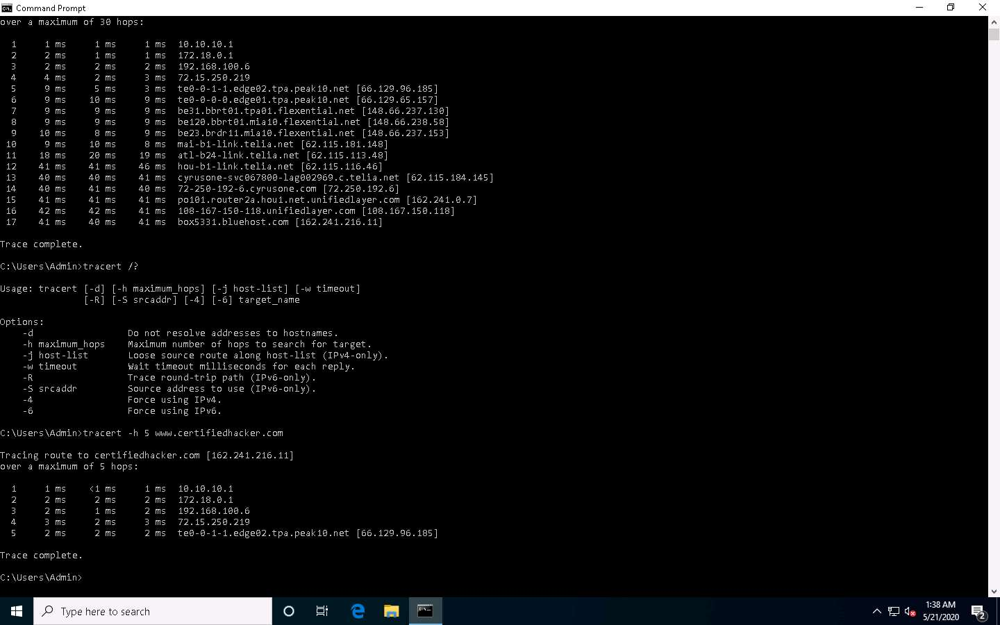 Command Prompt
over a maximum of 30 hops:
1 1 ms 1 ms 1 ms 10.10.10.1
2 2 ms 1 ms 1 ms 172.18.0.1
3 2 ms 2 ms 2 ms 192.168.100.6
4 4 ms 2 ms 3 ms 72.15.250.219
5 9 ms 5 ms 3 ms te0-0-1-1.edge02.tpa.peak10.net [66.129.96.185]
6 9 ms 10 ms 9 ms te0-0-0-0.edge01.tpa.peak10.net [66.129.65.157]
7 9 ms 9 ms 9 ms be31.bbrt01.tpa01.flexential.net [148.66.237.130]
8 9 ms 9 ms 9 ms be120.bbrt01.mia10.flexential.net [148.66.238.58]
9 10 ms 8 ms 9 ms be23.brdr11.mia10.flexential.net [148.66.237.153]
10 9 ms 10 ms 8 ms mai-b1-link.telia.net [62.115.181.148]
11 18 ms 20 ms 19 ms atl-b24-link.telia.net [62.115.113.48]
12 41 ms 41 ms 46 ms hou-b1-link.telia.net [62.115.116.46]
13 40 ms 40 ms 41 ms cyrusone-svc067800-lag002969.c.telia.net [62.115.184.145]
14 40 ms 41 ms 40 ms 72-250-192-6.cyrusone.com [72.250.192.6]
15 41 ms 41 ms 41 ms po101.router2a.hou1.net.unifiedlayer.com [162.241.0.7]
16 42 ms 42 ms 41 ms 108-167-150-118.unifiedlayer.com [108.167.150.118]
17 41 ms 40 ms 41 ms box5331.bluehost.com [162.241.216.11]
Trace complete.
C:\Users\Admin>tracert /?
Usage: tracert [-d] [-h maximum_hops] [-j host-list] [-w timeout]
[-R] [-S srcaddr] [-4] [-6] target_name
Options:
-d Do not resolve addresses to hostnames.
-h maximum_hops Maximum number of hops to search for target.
-j host-list Loose source route along host-list (IPv4-only).
-w timeout Wait timeout milliseconds for each reply.
-R Trace round-trip path (IPv6-only).
-S srcaddr Source address to use (IPv6-only).
-4 Force using IPv4.
-6 Force using IPv6.
C:\Users\Admin>tracert -h 5 www.certifiedhacker.com
Tracing route to certifiedhacker.com [162.241.216.11]
over a maximum of 5 hops:
1 1 ms <1 ms 1 ms 10.10.10.1
2 2 ms 2 ms 2 ms 172.18.0.1
3 2 ms 1 ms 2 ms 192.168.100.6
4 3 ms 2 ms 3 ms 72.15.250.219
5 2 ms 2 ms 2 ms te0-0-1-1.edge02.tpa.peak10.net [66.129.96.185]
Trace complete.
C:\Users\Admin>
Type here to search
1:38 AM
5/21/2020
2